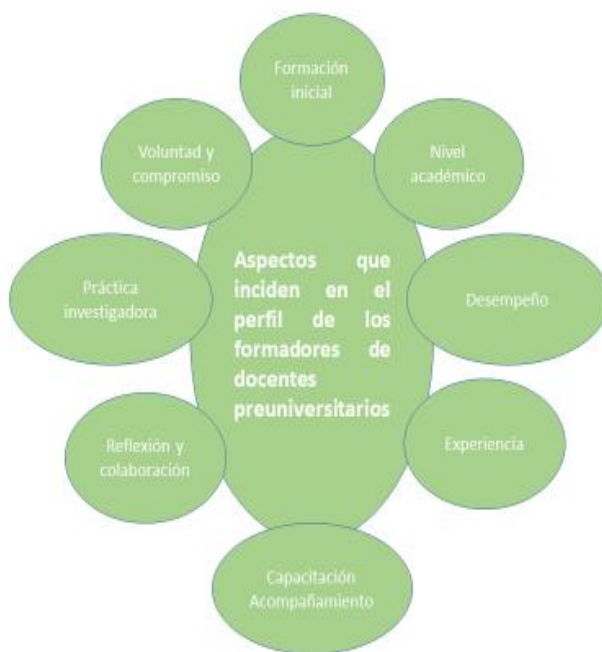 Formación
inicial
Nivel
académico
Desempeño
Experiencia
Capacitación
Acompañamiento
Reflexión y
colaboración
Práctica
investigadora
Voluntad y
compromiso
Aspectos que
inciden en el
perfil de los
formadores de
docentes
preuniversitarios